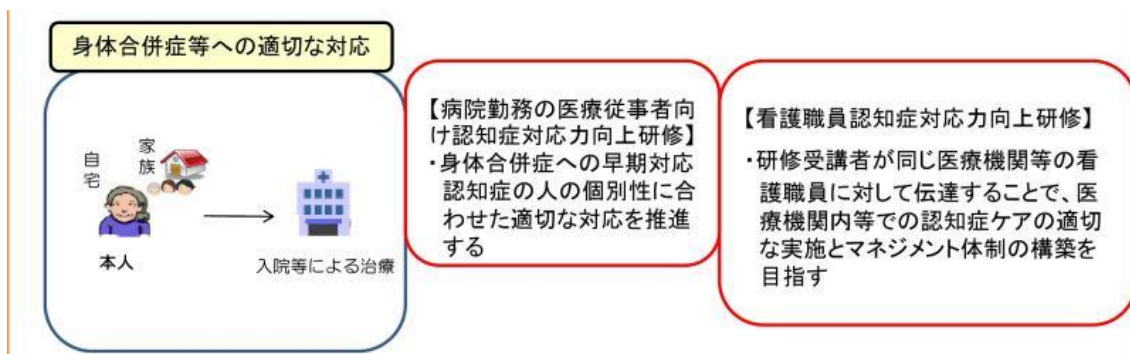 身体合併症等への適切な対応
自宅
家族
本人
入院等による治療
【病院勤務の医療従事者向
け認知症対応力向上研修】
・身体合併症への早期対応
認知症の人の個別性に合
わせた適切な対応を推進
する
【看護職員認知症対応力向上研修】
・研修受講者が同じ医療機関等の看
護職員に対して伝達することで、医
療機関内等での認知症ケアの適切
な実施とマネジメント体制の構築を
目指す